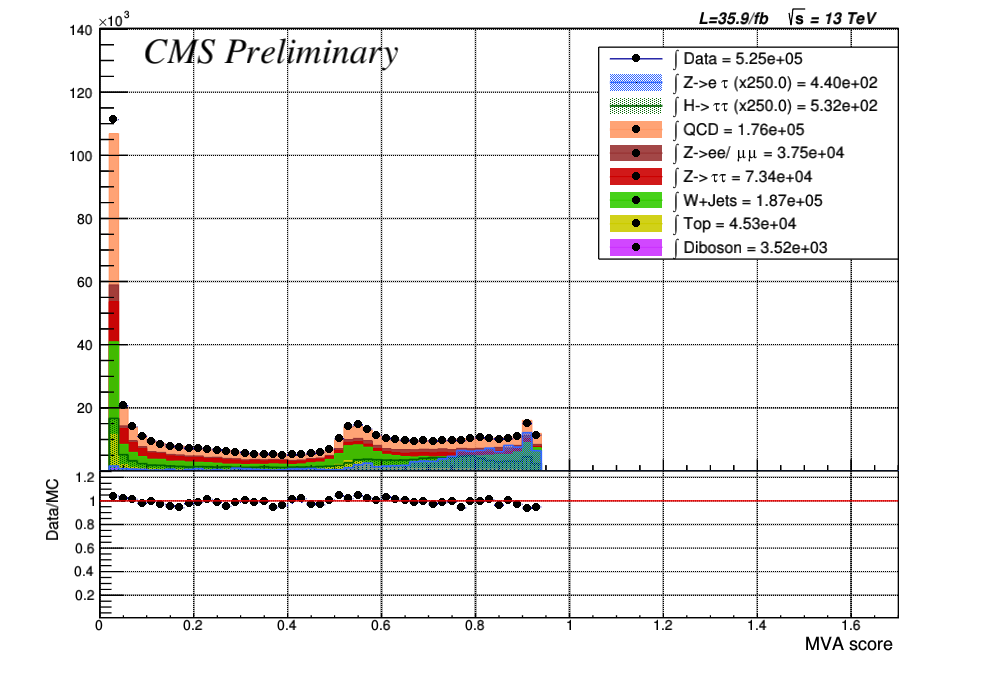 ×10³
L=35.9/fb √s = 13 TeV
CMS Preliminary
140
120
100
80
60
40
20
∫ Data = 5.25e+05
∫ Z->e τ (x250.0) = 4.40e+02
∫ H-> ττ (x250.0) = 5.32e+02
∫ QCD = 1.76e+05
∫ Z->ee/ μμ = 3.75e+04
∫ Z-> ττ = 7.34e+04
∫ W+Jets = 1.87e+05
∫ Top = 4.53e+04
∫ Diboson = 3.52e+03
Data/MC
1.2
1
0.8
0.6
0.4
0.2
0 0.2 0.4 0.6 0.8 1 1.2 1.4 1.6
MVA score